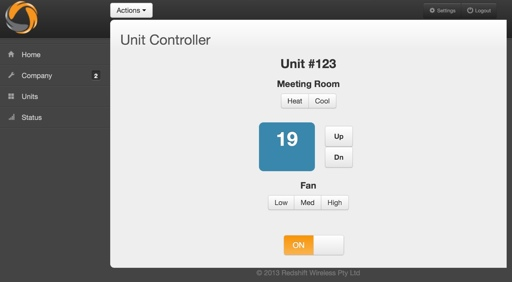 Actions
Settings
Logout
Home
Company 2
Units
Status
Unit Controller
Unit #123
Meeting Room
Heat Cool
19
Up
Dn
Fan
Low Med High
ON
© 2013 Redshift Wireless Pty Ltd